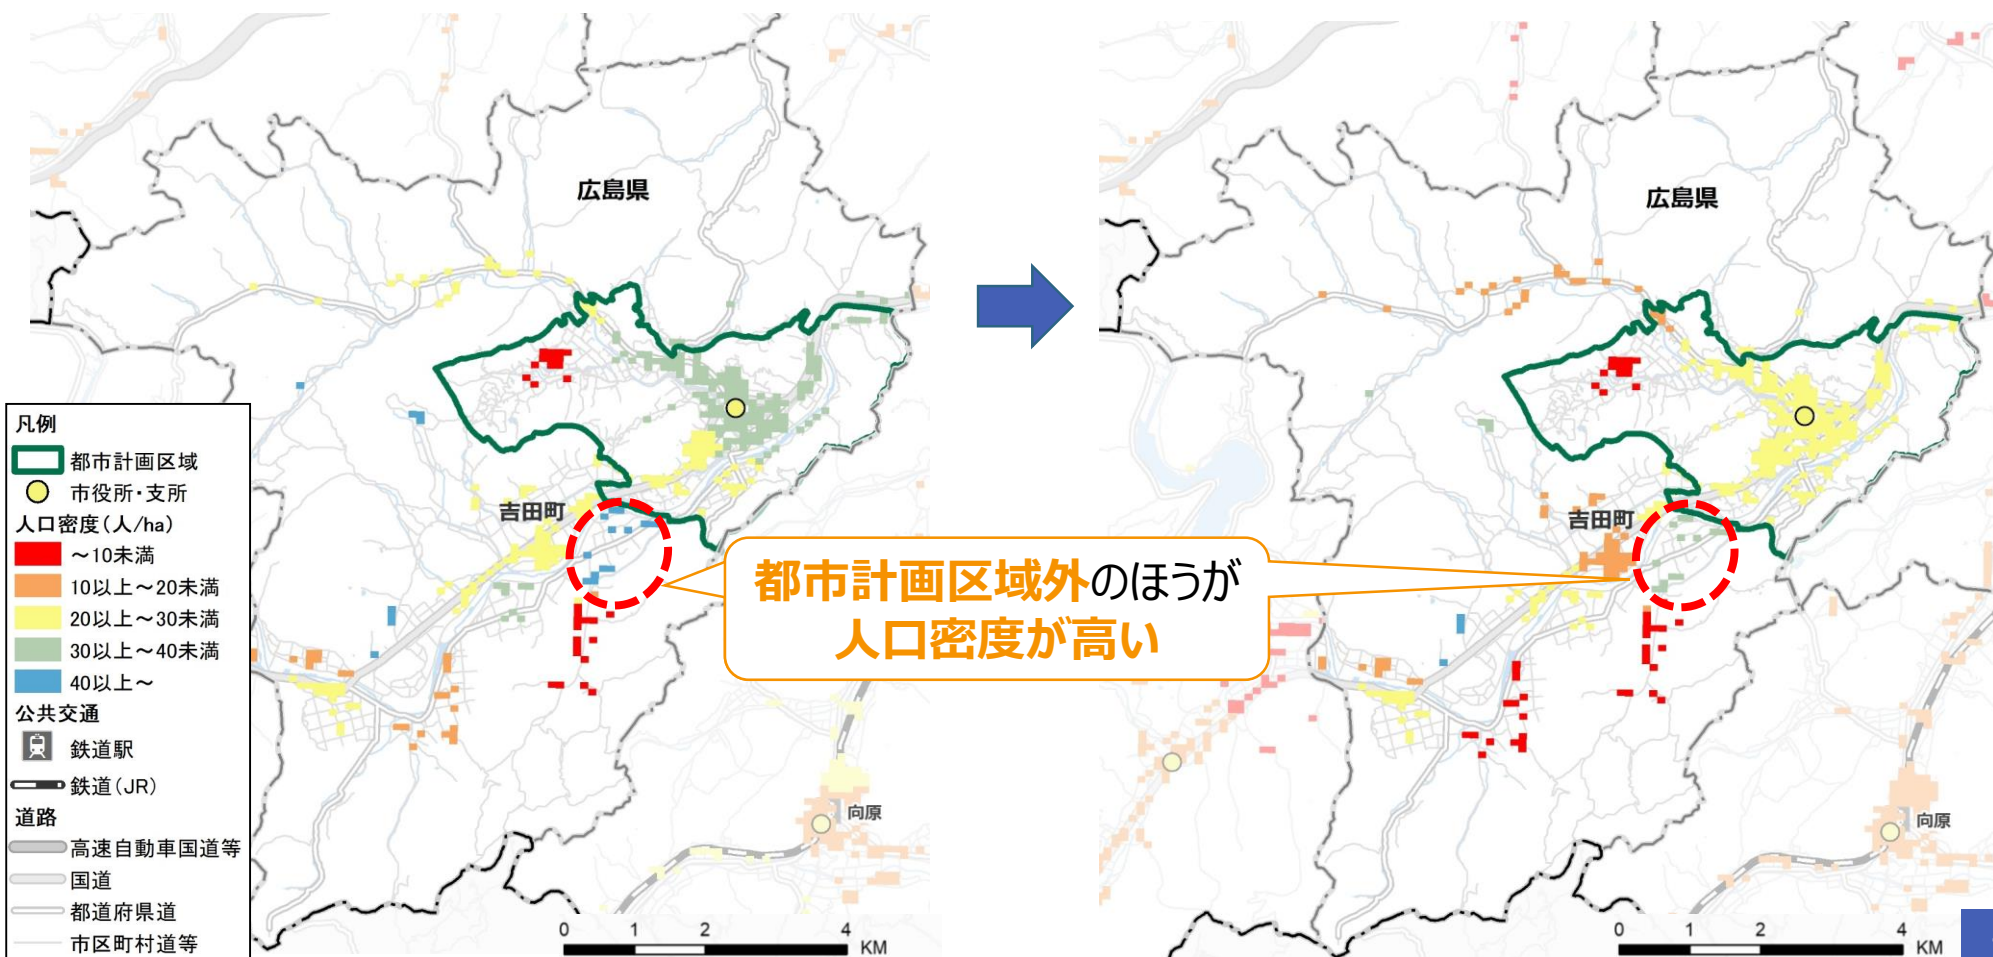 広島県
吉田町
向原
凡例
都市計画区域
市役所・支所
人口密度(人/ha)
～10未満
10以上～20未満
20以上～30未満
30以上～40未満
40以上～
公共交通
鉄道駅
鉄道(JR)
道路
高速自動車国道等
国道
都道府県道
市区町村道等
0 1 2 4
KM
都市計画区域外のほうが
人口密度が高い
広島県
吉田町
向原
0 1 2 4
KM